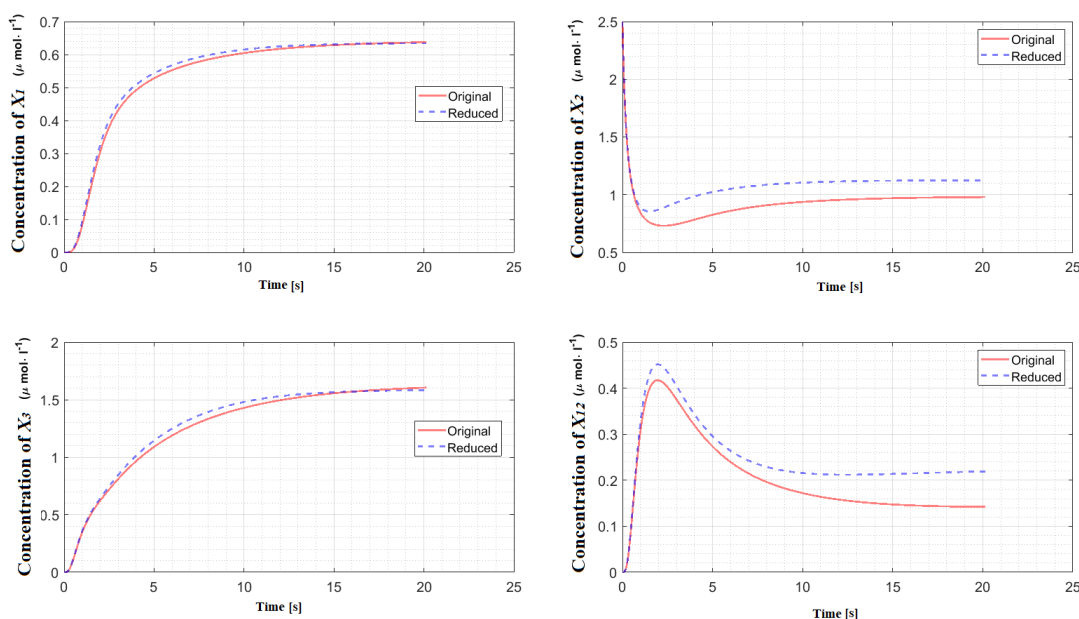 Concentration of X1 (μ mol· l-1)
0.7
0.6
0.5
0.4
0.3
0.2
0.1
0
0 5 10 15 20 25
Time [s]
Original
Reduced
Concentration of X2 (μ mol· l-1)
2.5
2
1.5
1
0.5
0 5 10 15 20 25
Time [s]
Original
Reduced
Concentration of X3 (μ mol· l-1)
2
1.5
1
0.5
0
0 5 10 15 20 25
Time [s]
Original
Reduced
Concentration of X12 (μ mol· l-1)
0.5
0.4
0.3
0.2
0.1
0
0 5 10 15 20 25
Time [s]
Original
Reduced